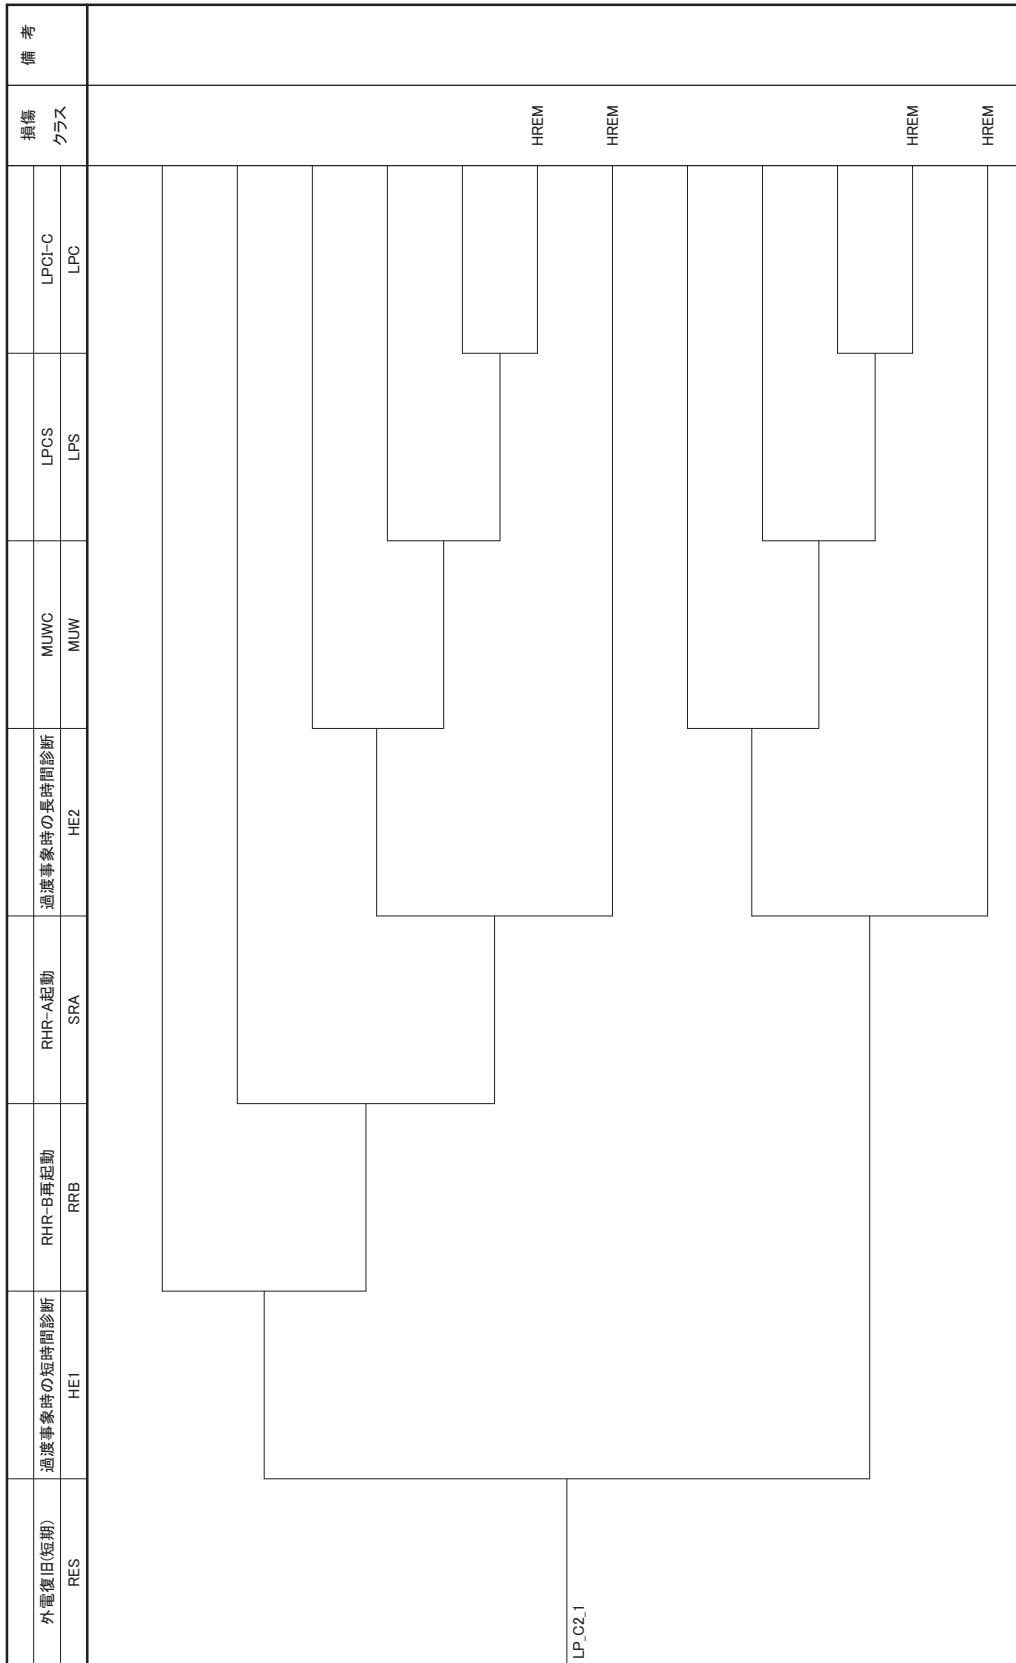 外電復旧(短期)
過渡事象時の短時間診断
RHR-B再起動
RHR-A起動
過渡事象時の長時間診断
MUWC
LPCS
LPCI-C
損傷
クラス
備 考
RES
HE1
RRB
SRA
HE2
MUW
LPS
LPC
HREM
HREM
HREM
HREM
LP_C2_1